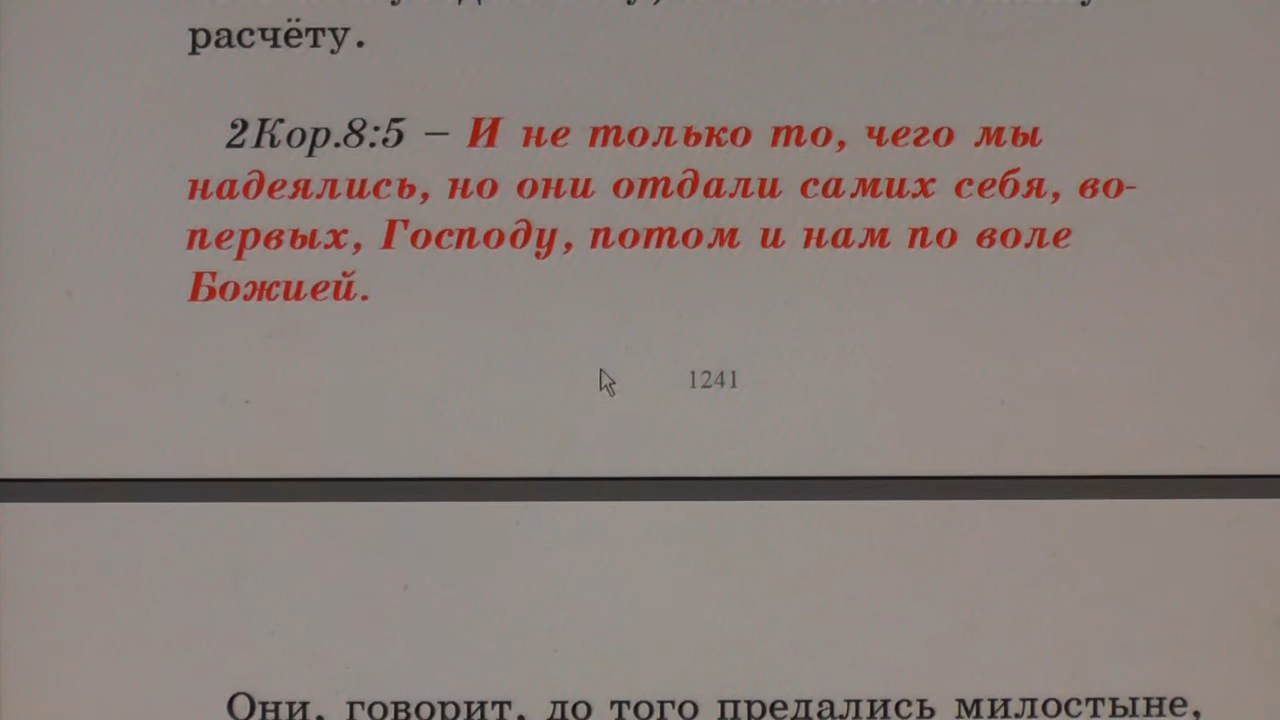 расчёту.
2Кор.8:5 – И не только то, чего мы
надеялись, но они отдали самих себя, во-
первых, Господу, потом и нам по воле
Божией.
1241
Они, говорит, до того предались милостыне,